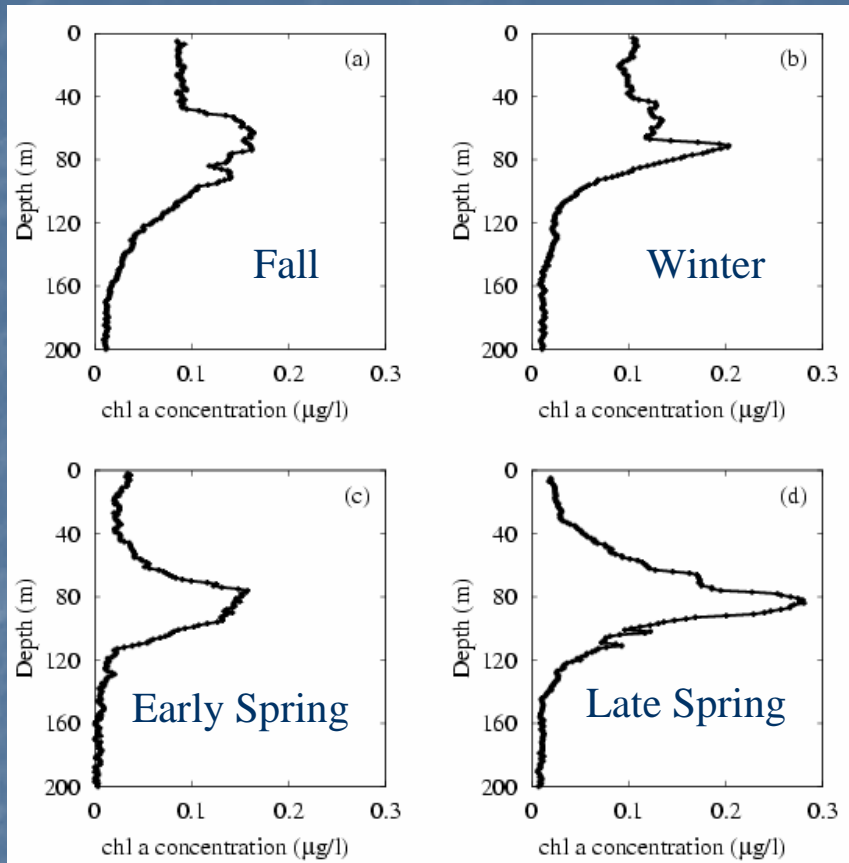 0
40
80
120
160
200
Depth (m)
(a)
Fall
0 0.1 0.2 0.3
chl a concentration (µg/l)
0
40
80
120
160
200
Depth (m)
(b)
Winter
0 0.1 0.2 0.3
chl a concentration (µg/l)
0
40
80
120
160
200
Depth (m)
(c)
Early Spring
0 0.1 0.2 0.3
chl a concentration (µg/l)
0
40
80
120
160
200
Depth (m)
(d)
Late Spring
0 0.1 0.2 0.3
chl a concentration (µg/l)